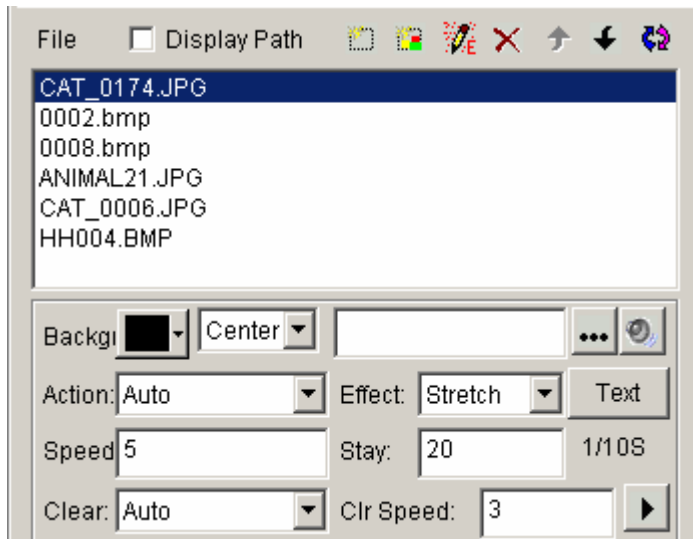 File Display Path E
CAT_0174.JPG
0002.bmp
0008.bmp
ANIMAL21.JPG
CAT_0006.JPG
HH004.BMP
Backgi Center ...
Action: Auto Effect: Stretch Text
Speed 5 Stay: 20 1/10S
Clear: Auto Clr Speed: 3